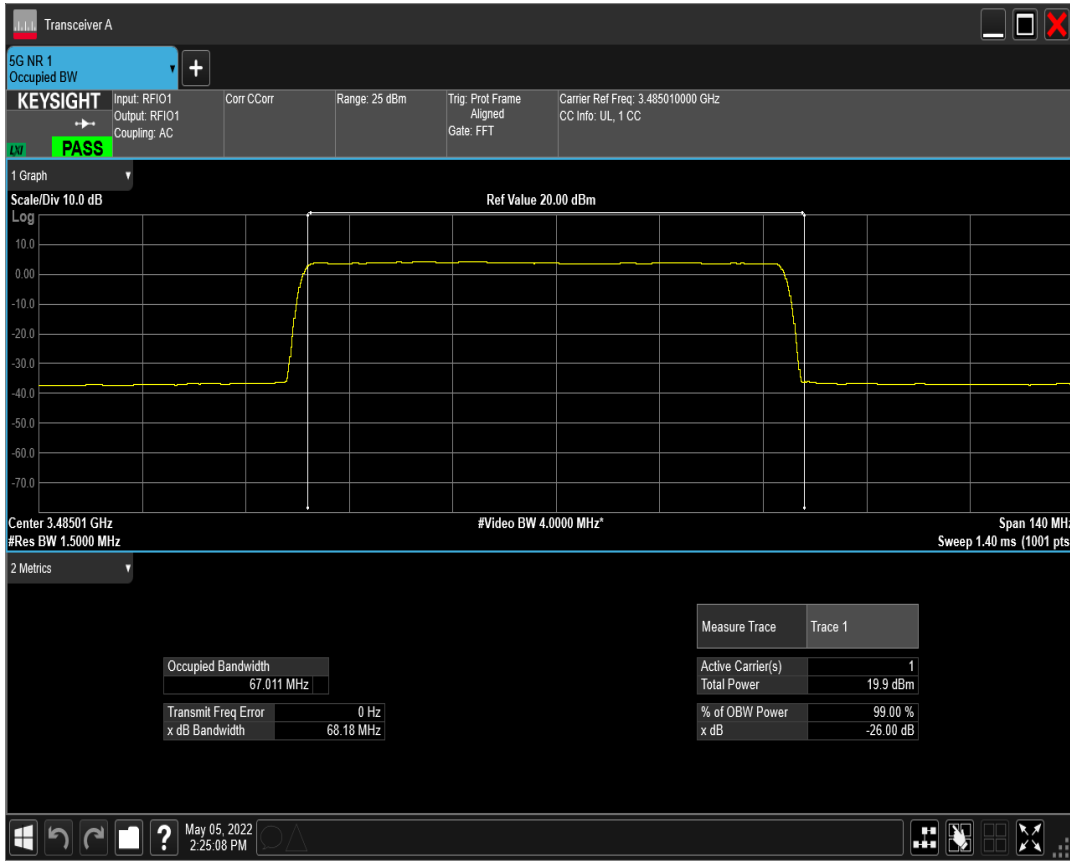 Transceiver A
5G NR 1
Occupied BW
KEYSIGHT
LXI
PASS
Input: RFIO1
Output: RFIO1
Coupling: AC
Corr CCorr
Range: 25 dBm
Trig: Prot Frame
Aligned
Gate: FFT
Carrier Ref Freq: 3.485010000 GHz
CC Info: UL, 1 CC
1 Graph
Scale/Div 10.0 dB
Ref Value 20.00 dBm
Log
10.0
0.00
-10.0
-20.0
-30.0
-40.0
-50.0
-60.0
-70.0
Center 3.48501 GHz
#Video BW 4.0000 MHz*
Span 140 MHz
#Res BW 1.5000 MHz
Sweep 1.40 ms (1001 pts
2 Metrics
Measure Trace Trace 1
Occupied Bandwidth
67.011 MHz
Active Carrier(s) 1
Total Power 19.9 dBm
Transmit Freq Error 0 Hz
x dB Bandwidth 68.18 MHz
% of OBW Power 99.00 %
x dB -26.00 dB
May 05, 2022
2:25:08 PM